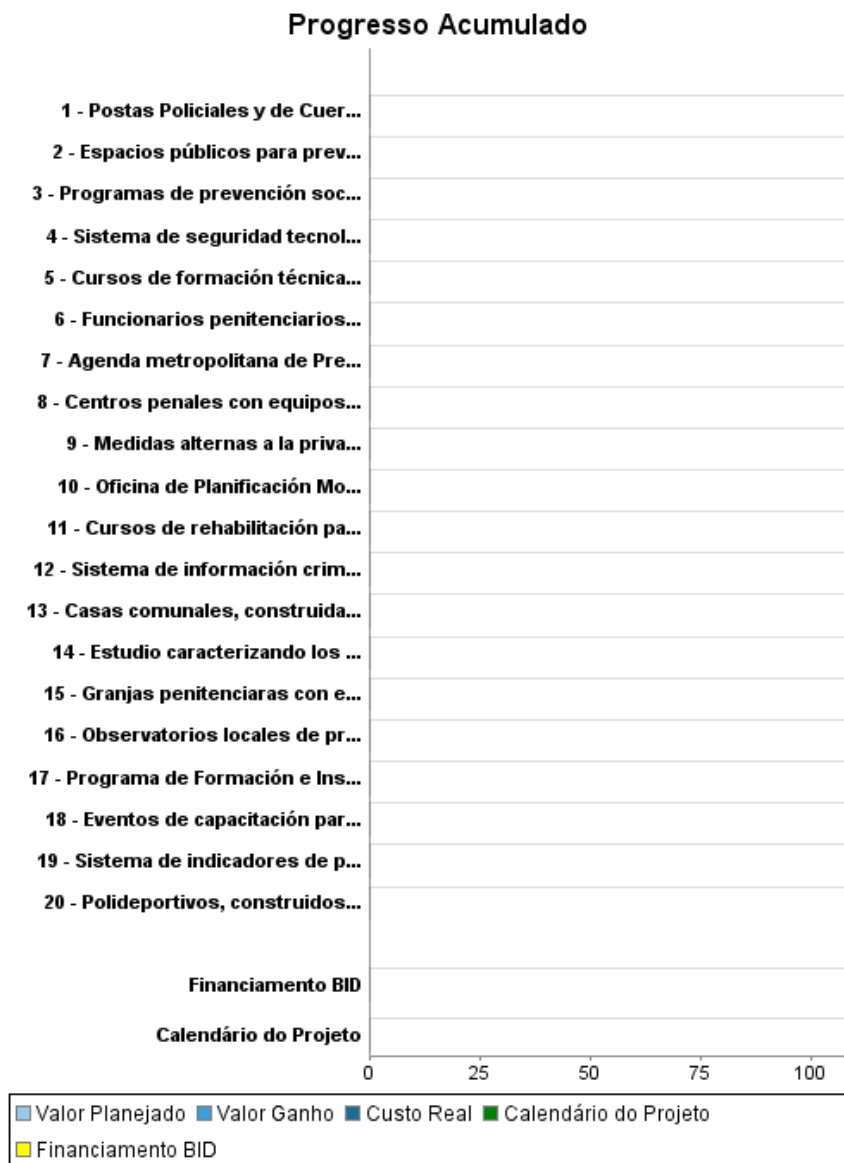 Progresso Acumulado
1 - Postas Policiales y de Cuer...
2 - Espacios públicos para prev...
3 - Programas de prevención soc...
4 - Sistema de seguridad tecnol...
5 - Cursos de formación técnica...
6 - Funcionarios penitenciarios...
7 - Agenda metropolitana de Pre...
8 - Centros penales con equipos...
9 - Medidas alternas a la priva...
10 - Oficina de Planificación Mo...
11 - Cursos de rehabilitación pa...
12 - Sistema de información crim...
13 - Casas comunales, construida...
14 - Estudio caracterizando los ...
15 - Granjas penitenciaras con e...
16 - Observatorios locales de pr...
17 - Programa de Formación e Ins...
18 - Eventos de capacitación par...
19 - Sistema de indicadores de p...
20 - Polideportivos, construidos...
Financiamento BID
Calendário do Projeto
0 25 50 75 100
Valor Planejado Valor Ganho Custo Real Calendário do Projeto
Financiamento BID